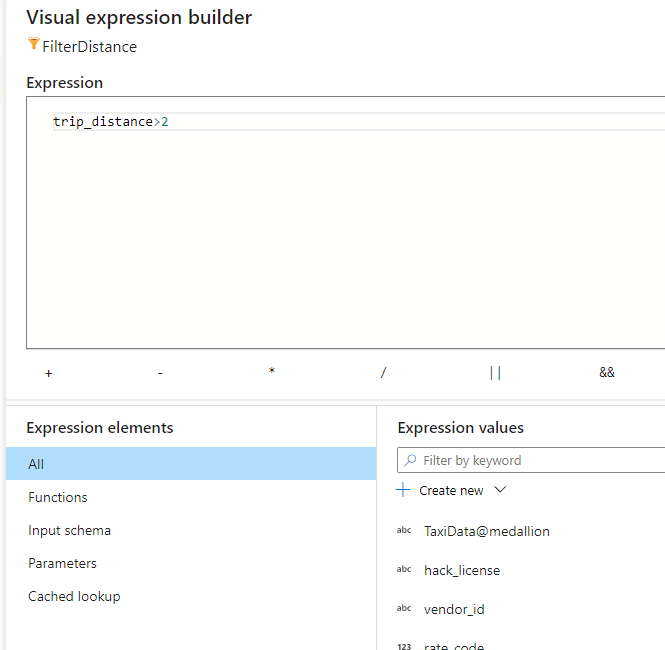 Visual expression builder
FilterDistance
Expression
trip_distance>2
+ - * / || &&
Expression elements
All
Functions
Input schema
Parameters
Cached lookup
Expression values
Filter by keyword
+ Create new
abc TaxiData@medallion
abc hack_license
abc vendor_id
123 rate_code